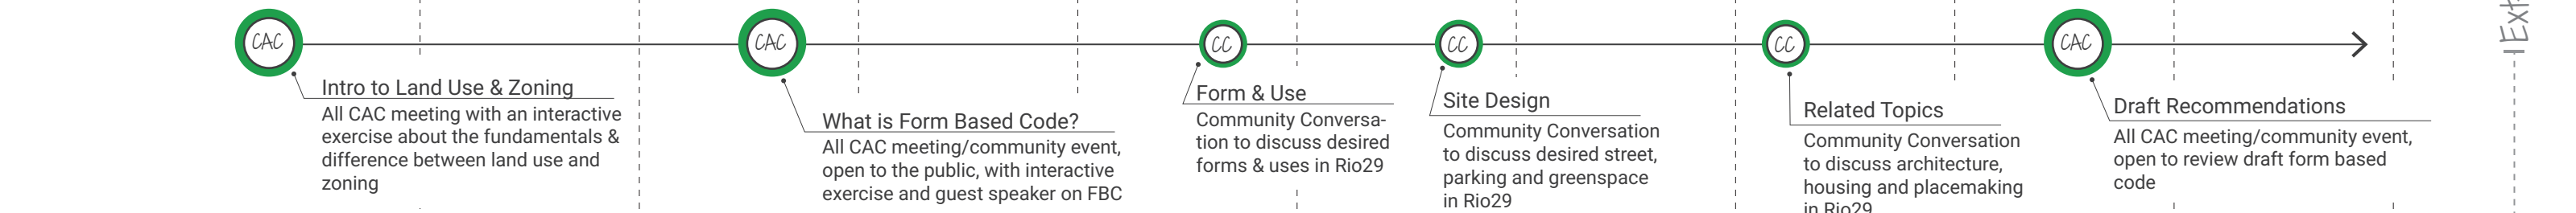 CAC
CAC
CC
CC
CC
CAC
Intro to Land Use & Zoning
All CAC meeting with an interactive
exercise about the fundamentals &
difference between land use and
zoning
What is Form Based Code?
All CAC meeting/community event,
open to the public, with interactive
exercise and guest speaker on FBC
Form & Use
Community Conversa-
tion to discuss desired
forms & uses in Rio29
Site Design
Community Conversation
to discuss desired street,
parking and greenspace
in Rio29
Related Topics
Community Conversation
to discuss architecture,
housing and placemaking
in Rio29
Draft Recommendations
All CAC meeting/community event,
open to review draft form based
code